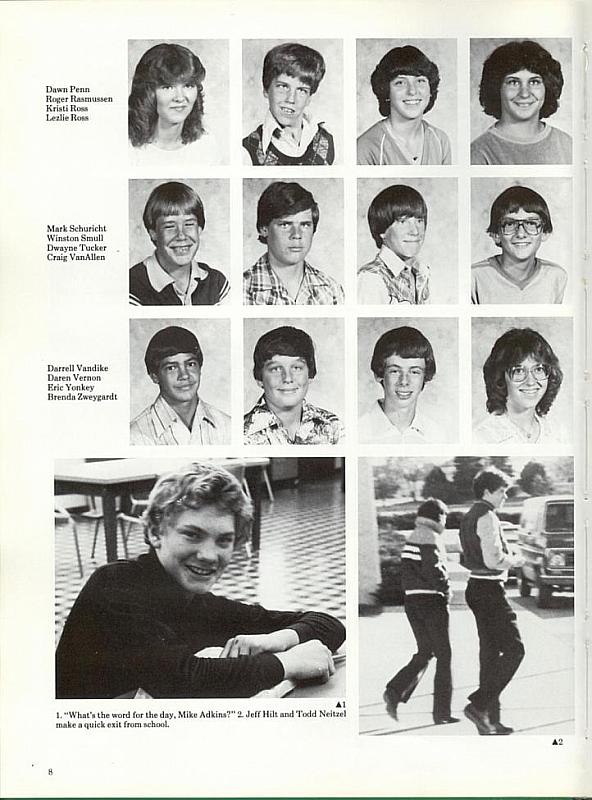 Dawn Penn
Roger Rasmussen
Kristi Ross
Lezlie Ross
Mark Schuricht
Winston Smull
Dwayne Tucker
Craig VanAllen
Darrell Vandike
Daren Vernon
Eric Yonkey
Brenda Zweygardt
▲1
1. "What's the word for the day, Mike Adkins?" 2. Jeff Hilt and Todd Neitzel
make a quick exit from school.
▲2
8